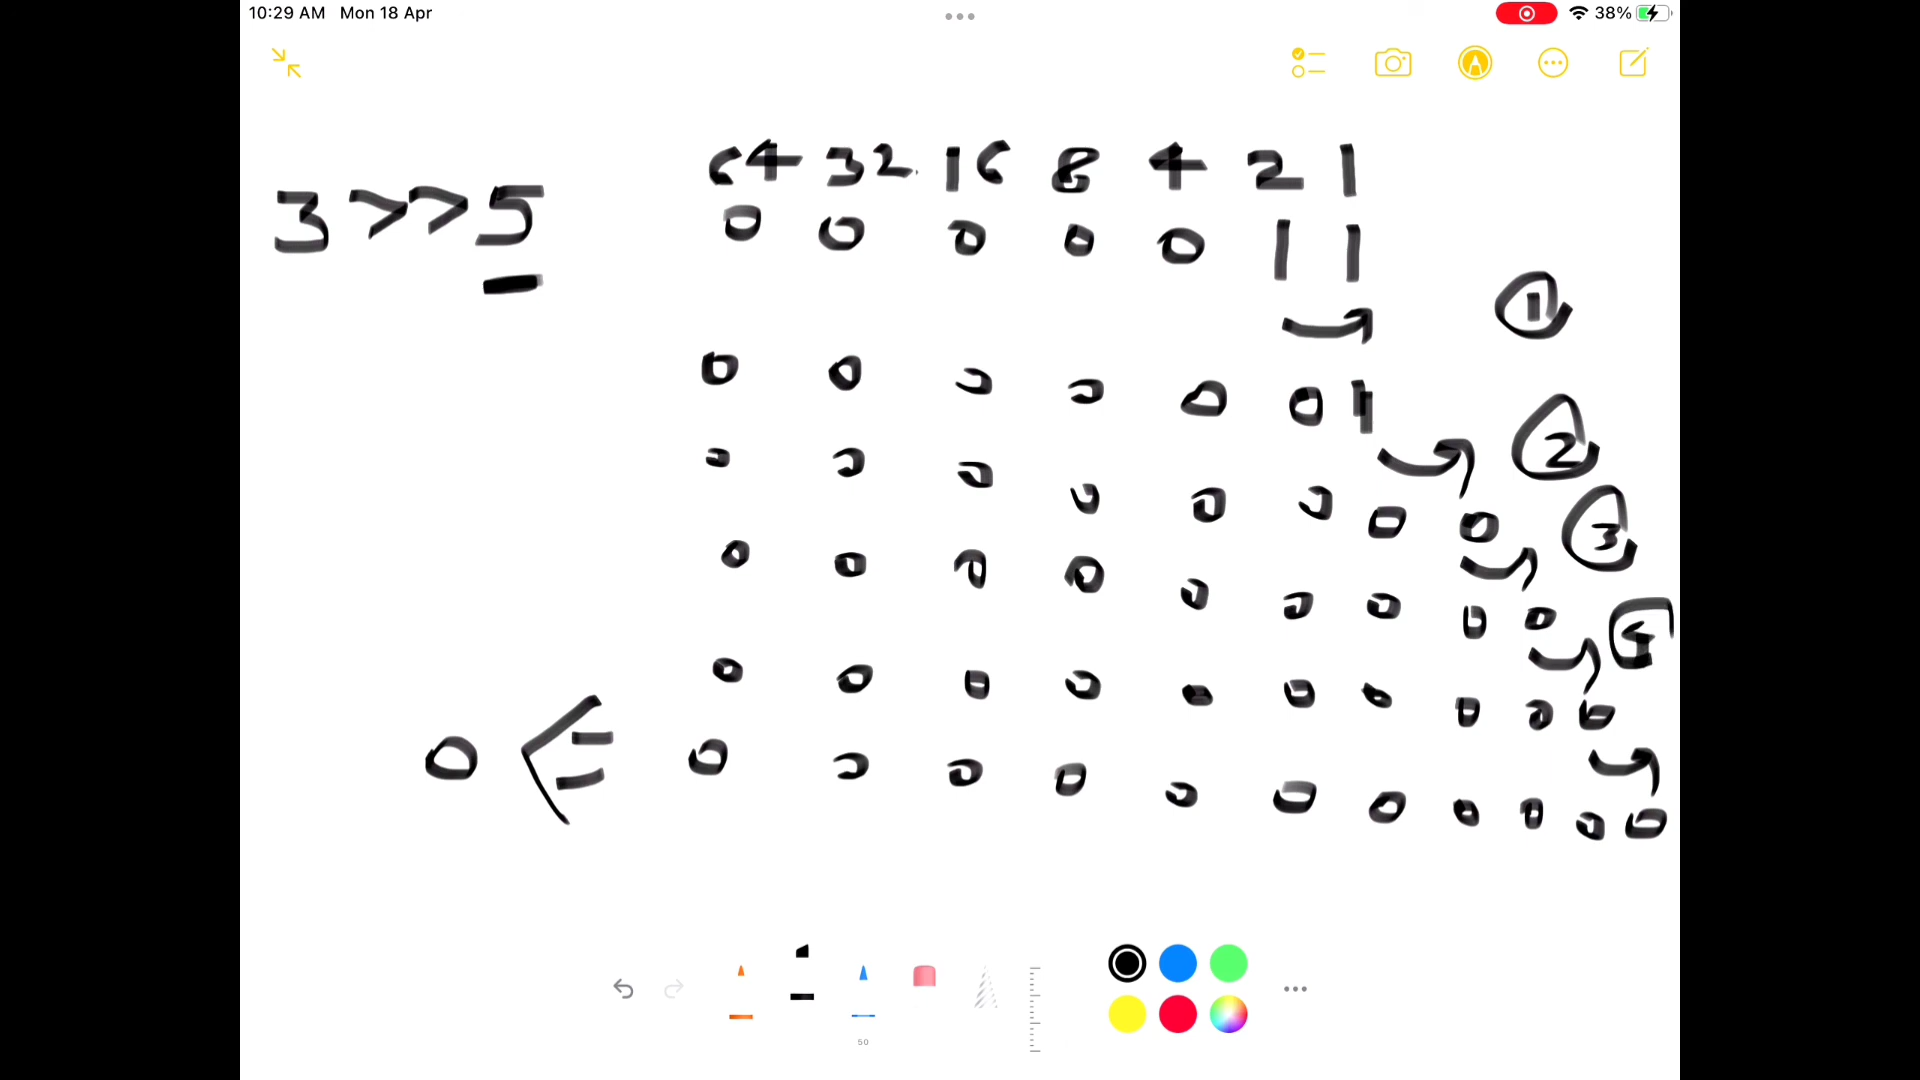 10:29 AM Mon 18 Apr
38%
64 32 16 8 4 2 1
3 >> 5
0 0 0 0 0 1 1
1
0 0 0 0 0 0 1
2
0 0 0 0 0 0 0 0
3
0 0 0 0 0 0 0 0 0
4
0 0 0 0 0 0 0 0 0 0
0 <= 0 0 0 0 0 0 0 0 0 0 0
50